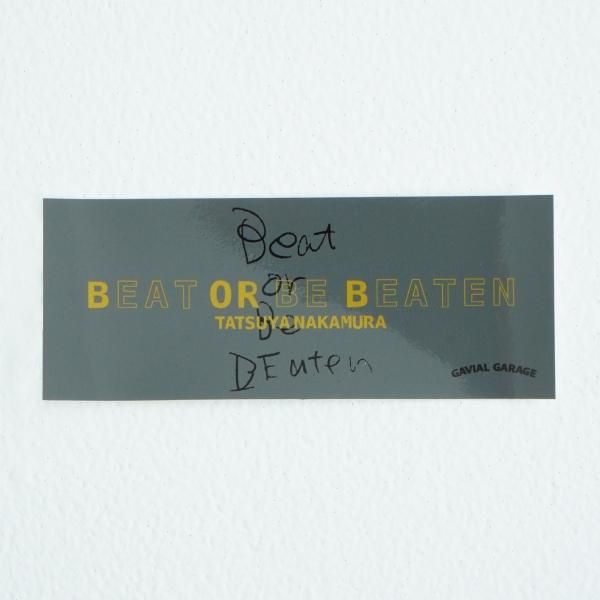 Beat
or
Be
BEaten
BEAT OR BE BEATEN
TATSUYA NAKAMURA
GAVIAL GARAGE